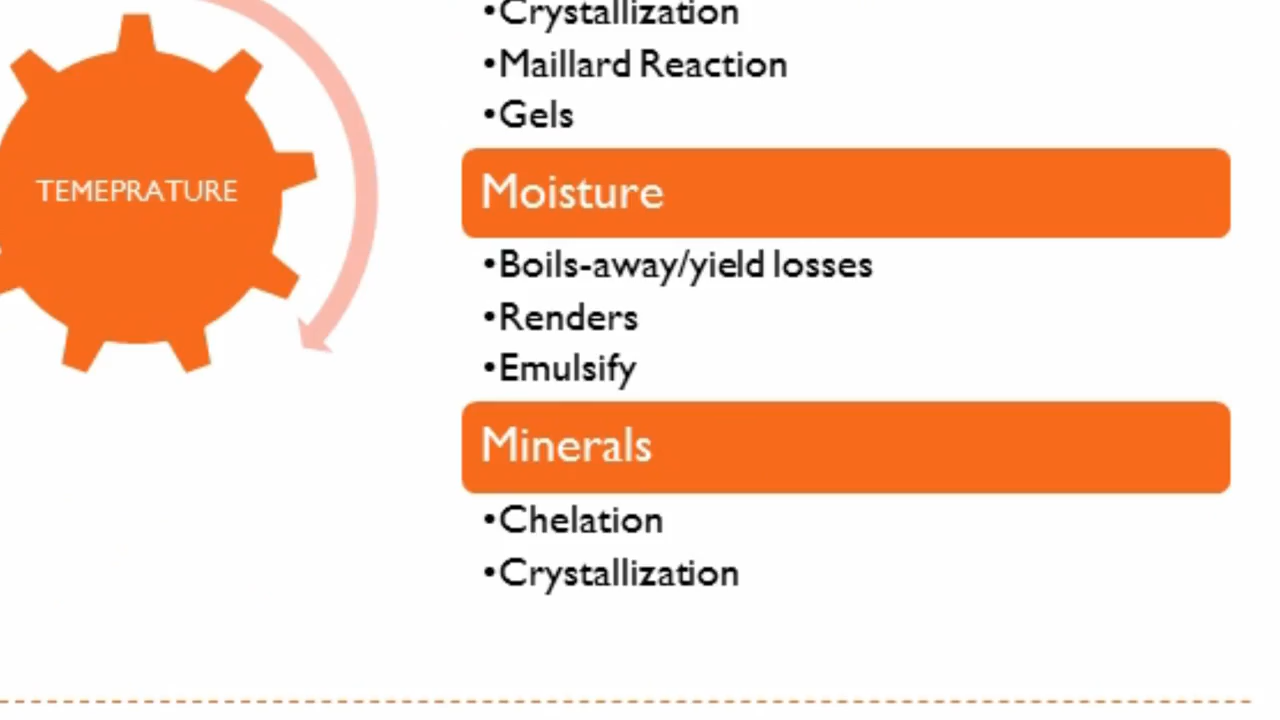 •Crystallization
•Maillard Reaction
•Gels
TEMEPRATURE
Moisture
•Boils-away/yield losses
•Renders
•Emulsify
Minerals
•Chelation
•Crystallization